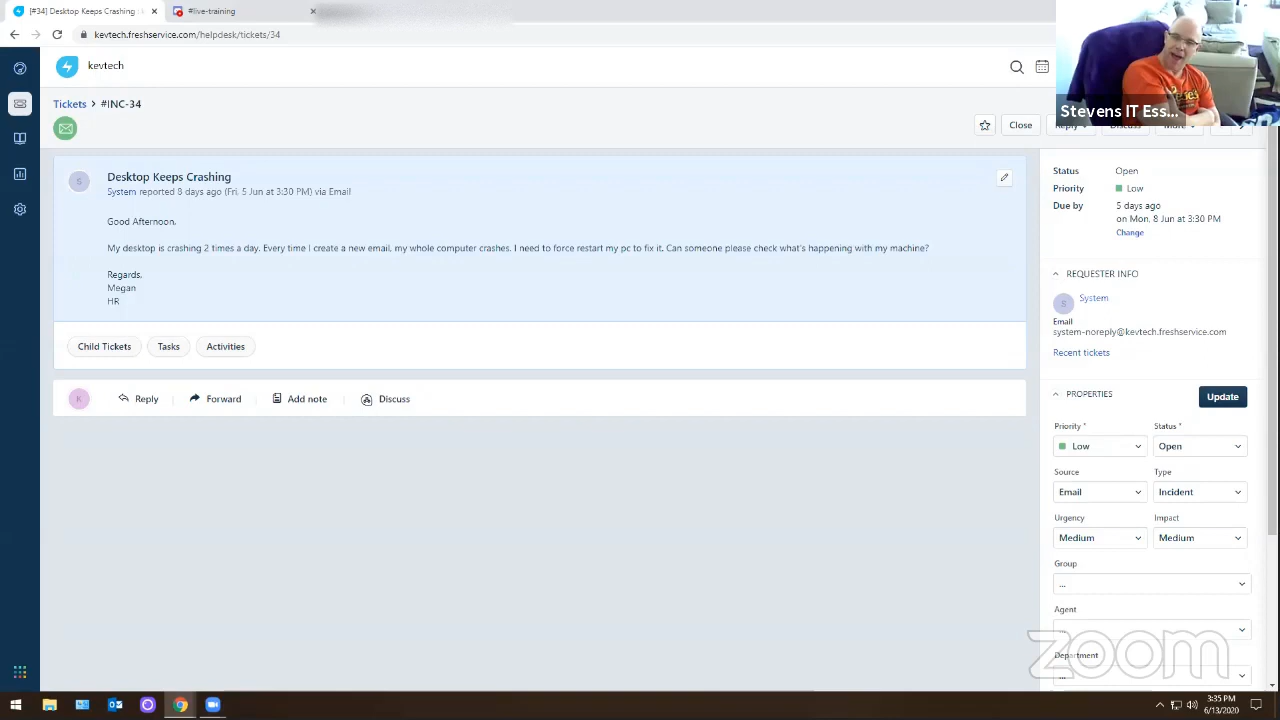 [#34] Desktop Keeps Crashing
#live-training
kevtech.freshservice.com/helpdesk/tickets/34
kevtech
Tickets > #INC-34
Close
Reply
Discuss
More
Stevens IT Ess...
S
Desktop Keeps Crashing
System reported 8 days ago (Fri, 5 Jun at 3:30 PM) via Email
Good Afternoon,
My desktop is crashing 2 times a day. Every time I create a new email, my whole computer crashes. I need to force restart my pc to fix it. Can someone please check what's happening with my machine?
Regards,
Megan
HR
Child Tickets
Tasks
Activities
K
Reply
Forward
Add note
Discuss
Status
Open
Priority
Low
Due by
5 days ago
on Mon, 8 Jun at 3:30 PM
Change
REQUESTER INFO
S
System
Email
system-noreply@kevtech.freshservice.com
Recent tickets
PROPERTIES
Update
Priority *
Status *
Low
Open
Source
Type
Email
Incident
Urgency
Impact
Medium
Medium
Group
...
Agent
...
Department
...
zoom
3:35 PM
6/13/2020